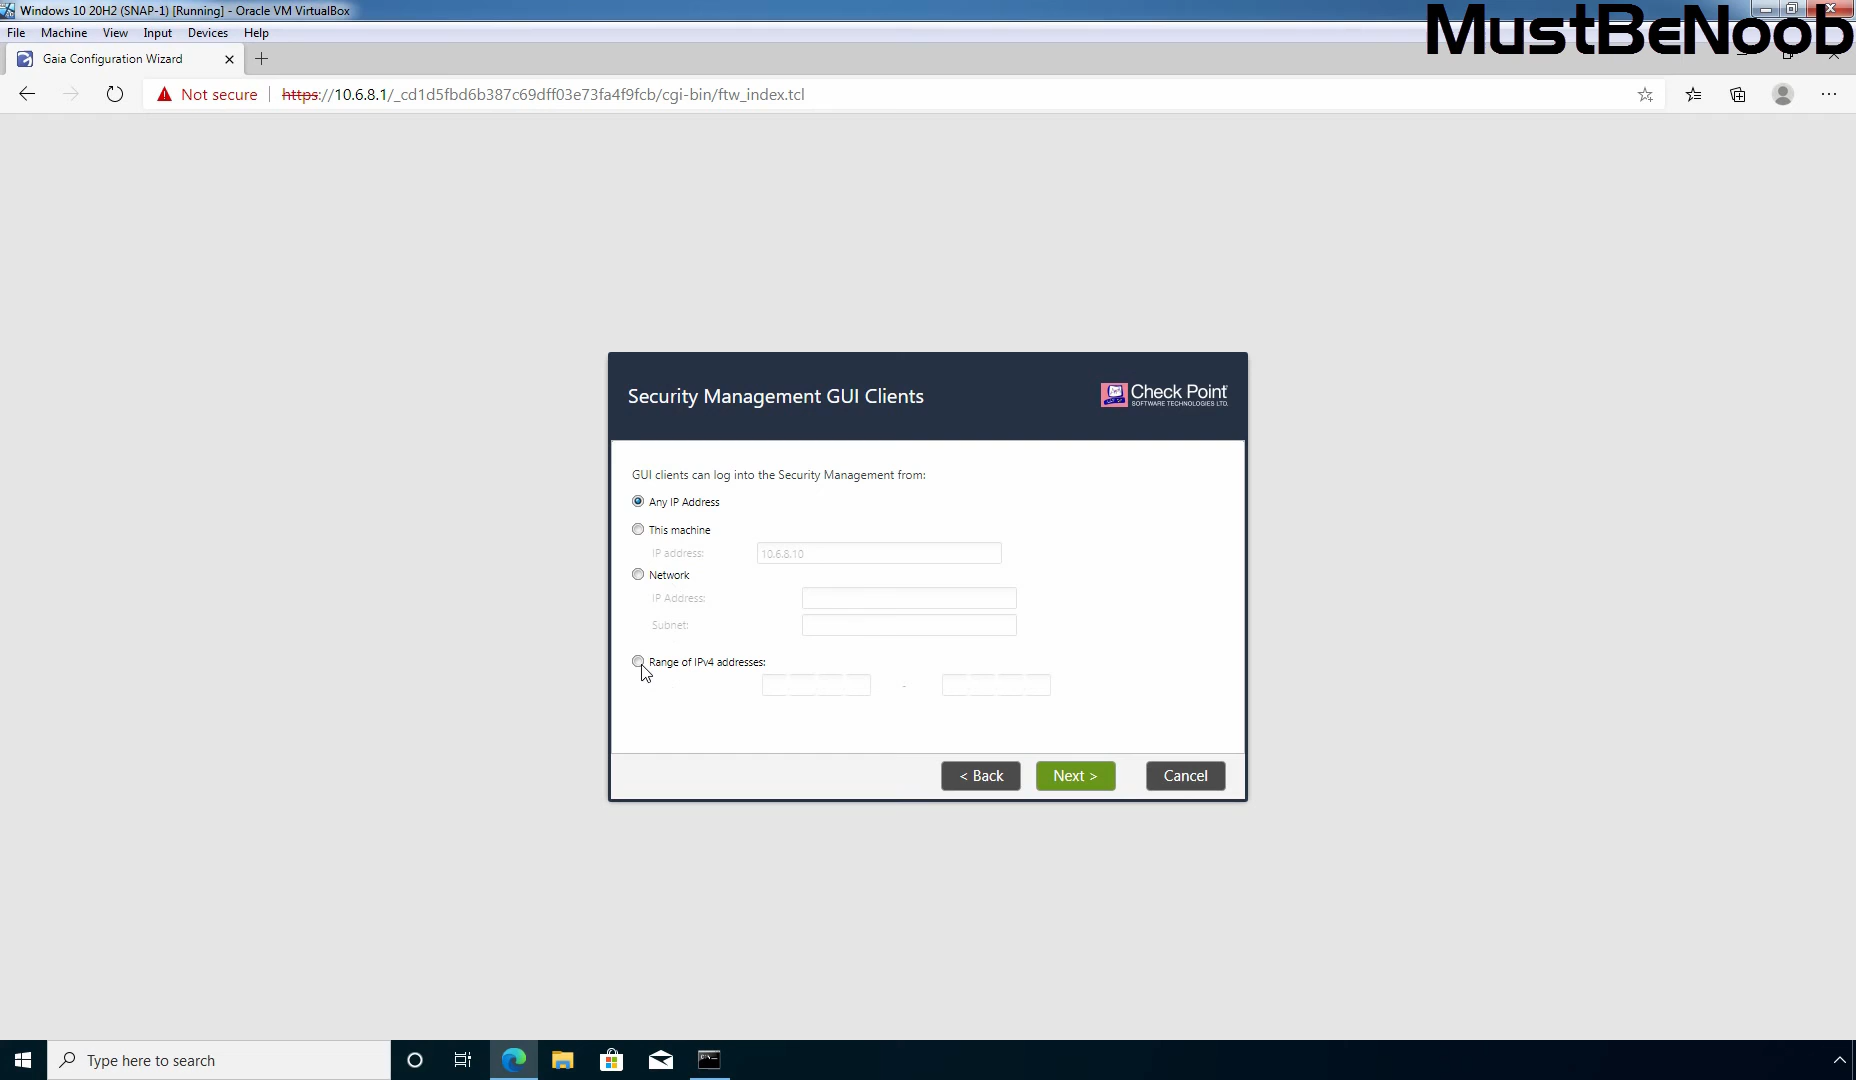 Windows 10 20H2 (SNAP-1) [Running] - Oracle VM VirtualBox
MustBeNoob
File Machine View Input Devices Help
Gaia Configuration Wizard
Not secure https://10.6.8.1/_cd1d5fbd6b387c69dff03e73fa4f9fcb/cgi-bin/ftw_index.tcl
Security Management GUI Clients
Check Point
SOFTWARE TECHNOLOGIES LTD.
GUI clients can log into the Security Management from:
Any IP Address
This machine
IP address: 10.6.8.10
Network
IP Address:
Subnet:
Range of IPv4 addresses:
-
< Back Next > Cancel
Type here to search